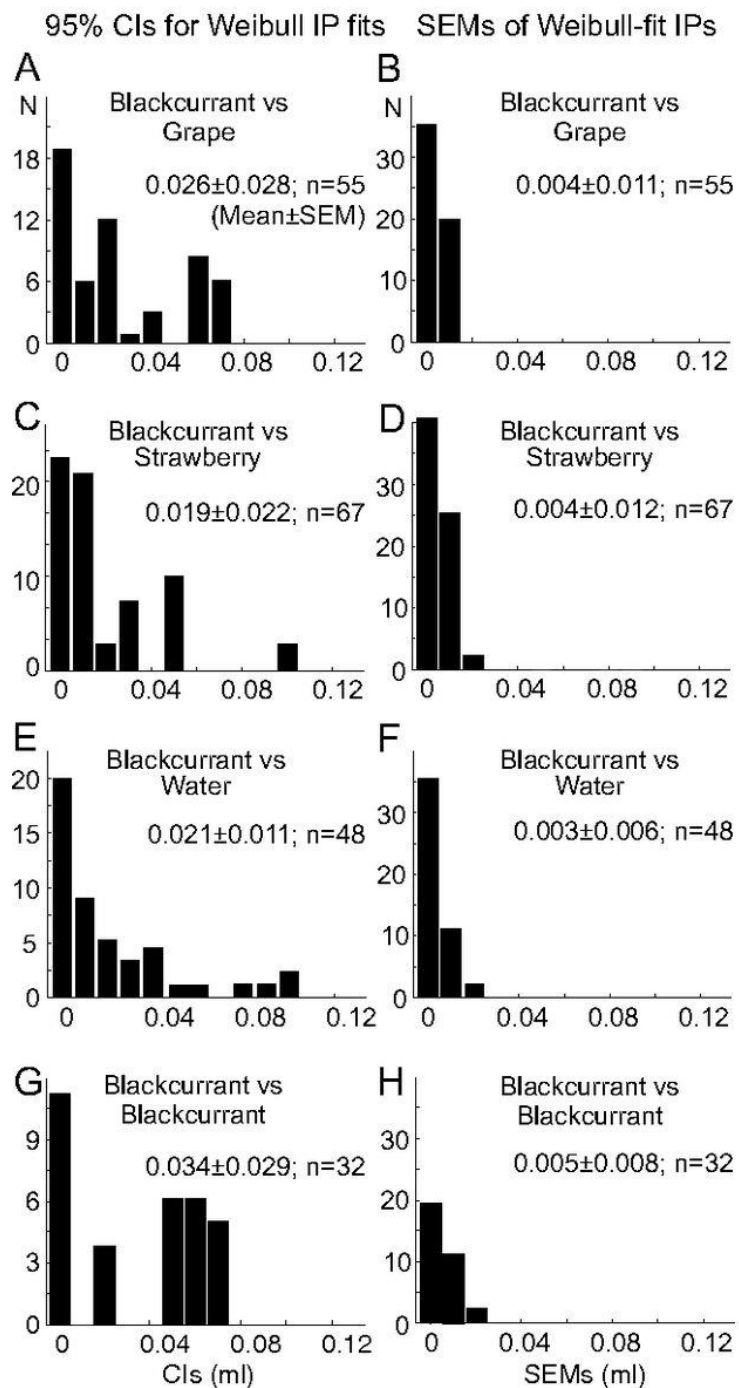 95% CIs for Weibull IP fits
SEMs of Weibull-fit IPs
A
N
Blackcurrant vs
Grape
0.026±0.028; n=55
(Mean±SEM)
18
12
6
0
0 0.04 0.08 0.12
B
Blackcurrant vs
Grape
0.004±0.011; n=55
30
20
10
0
0 0.04 0.08 0.12
C
Blackcurrant vs
Strawberry
0.019±0.022; n=67
20
10
0
0 0.04 0.08 0.12
D
Blackcurrant vs
Strawberry
0.004±0.012; n=67
40
30
20
10
0
0 0.04 0.08 0.12
E
Blackcurrant vs
Water
0.021±0.011; n=48
20
15
10
5
0
0 0.04 0.08 0.12
F
Blackcurrant vs
Water
0.003±0.006; n=48
30
20
10
0
0 0.04 0.08 0.12
G
Blackcurrant vs
Blackcurrant
0.034±0.029; n=32
9
6
3
0
0 0.04 0.08 0.12
CIs (ml)
H
Blackcurrant vs
Blackcurrant
0.005±0.008; n=32
30
20
10
0
0 0.04 0.08 0.12
SEMs (ml)